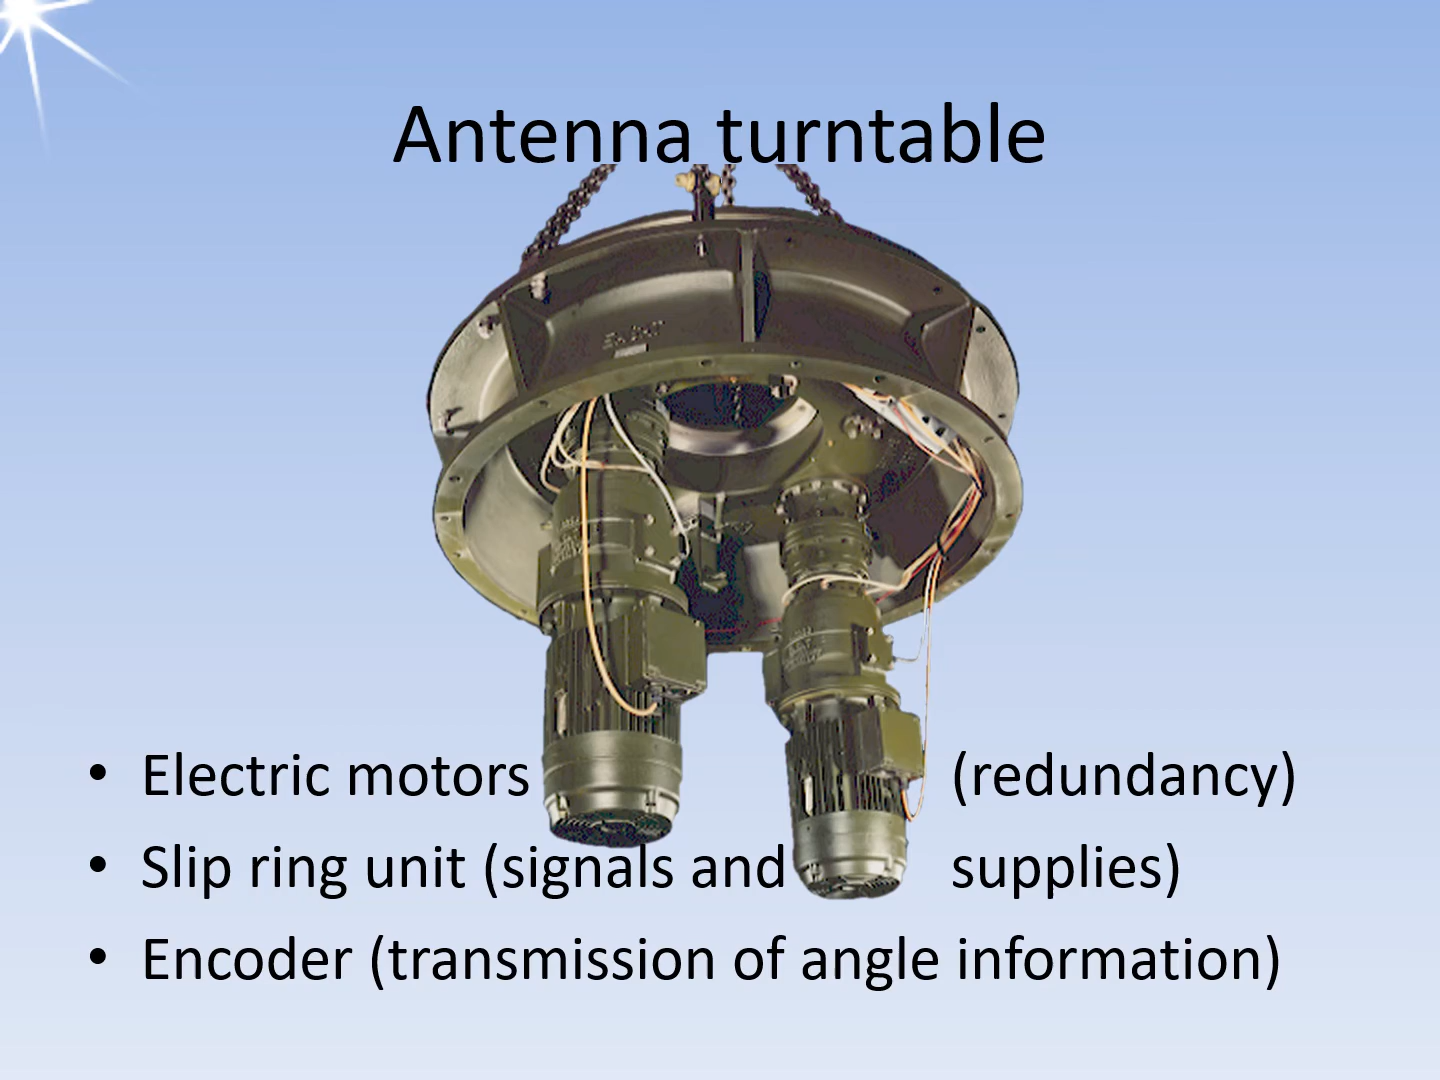 Antenna turntable
• Electric motors (redundancy)
• Slip ring unit (signals and supplies)
• Encoder (transmission of angle information)